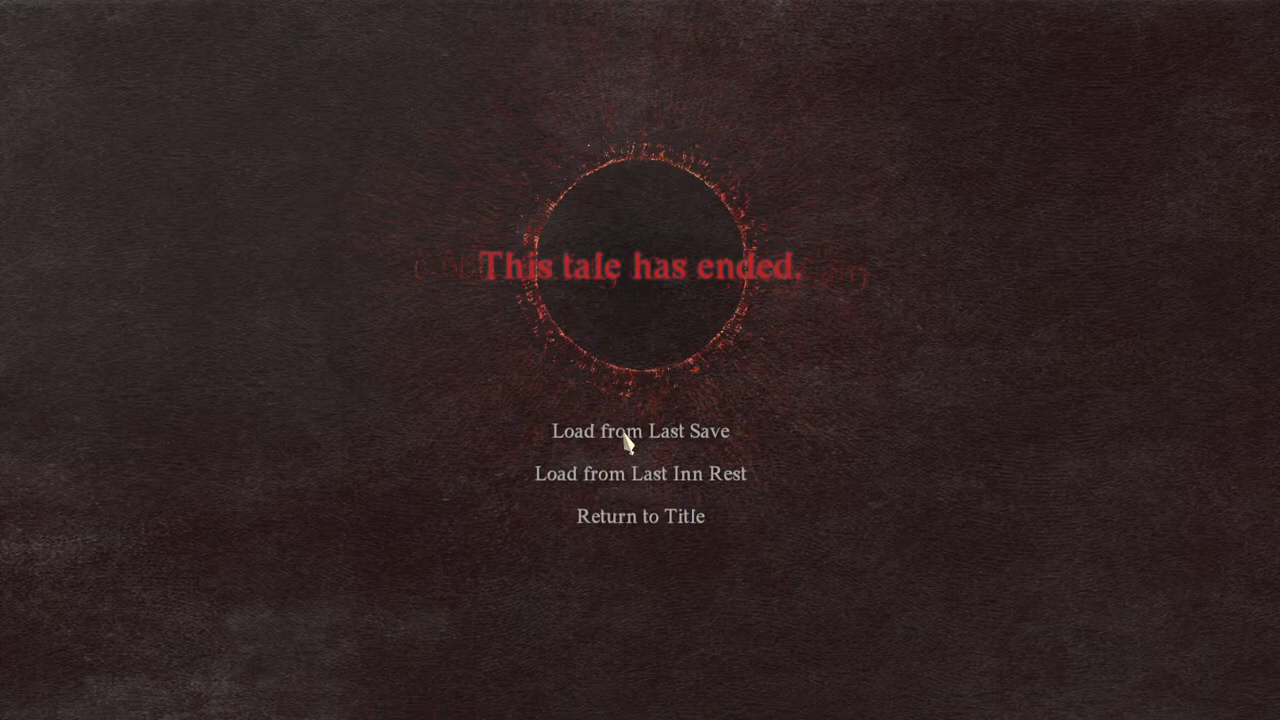 This tale has ended.
Load from Last Save
Load from Last Inn Rest
Return to Title